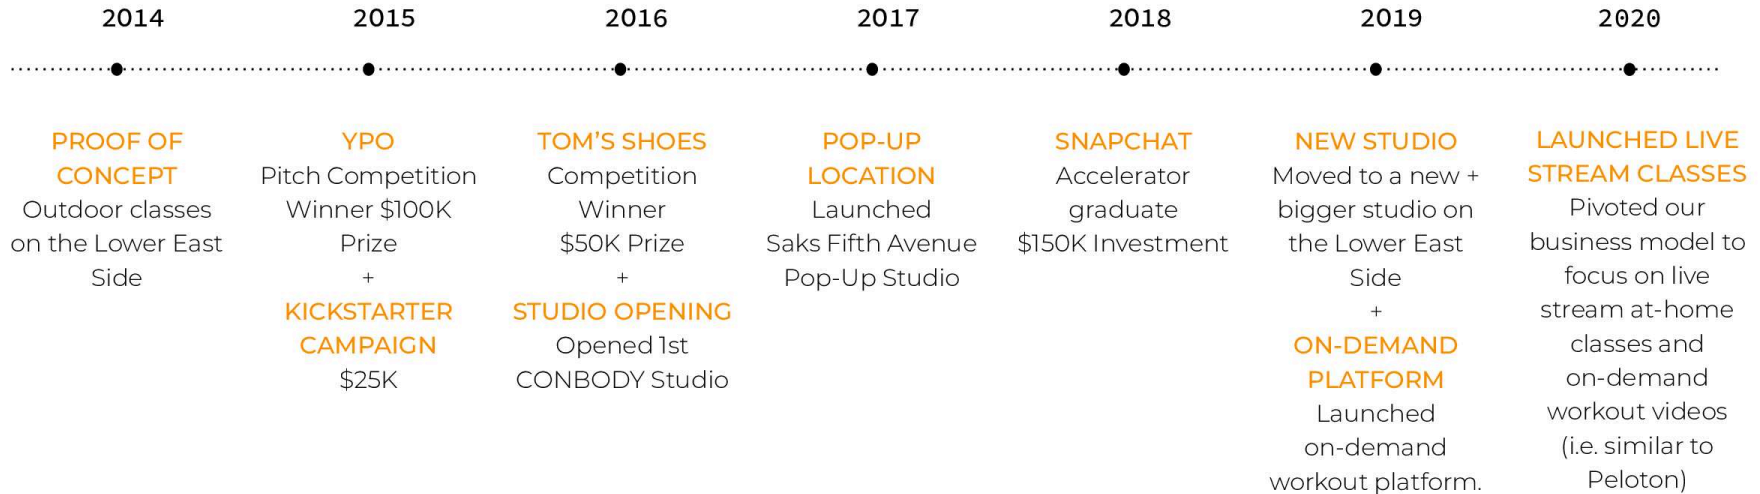 2014
2015
2016
2017
2018
2019
2020
PROOF OF
CONCEPT
Outdoor classes
on the Lower East
Side
YPO
Pitch Competition
Winner $100K
Prize
+
KICKSTARTER
CAMPAIGN
$25K
TOM'S SHOES
Competition
Winner
$50K Prize
+
STUDIO OPENING
Opened 1st
CONBODY Studio
POP-UP
LOCATION
Launched
Saks Fifth Avenue
Pop-Up Studio
SNAPCHAT
Accelerator
graduate
$150K Investment
NEW STUDIO
Moved to a new +
bigger studio on
the Lower East
Side
+
ON-DEMAND
PLATFORM
Launched
on-demand
workout platform.
LAUNCHED LIVE
STREAM CLASSES
Pivoted our
business model to
focus on live
stream at-home
classes and
on-demand
workout videos
(i.e. similar to
Peloton)